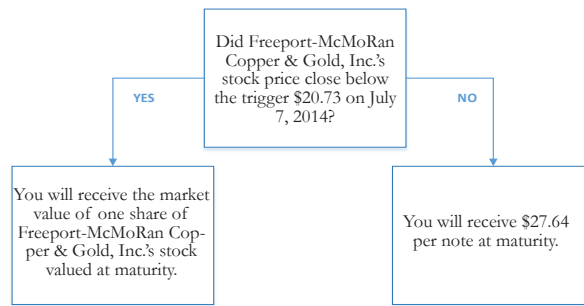 Did Freeport-McMoRan
Copper & Gold, Inc.'s
stock price close below
the trigger $20.73 on July
7, 2014?
YES
NO
You will receive the market
value of one share of
Freeport-McMoRan Cop-
per & Gold, Inc.'s stock
valued at maturity.
You will receive $27.64
per note at maturity.